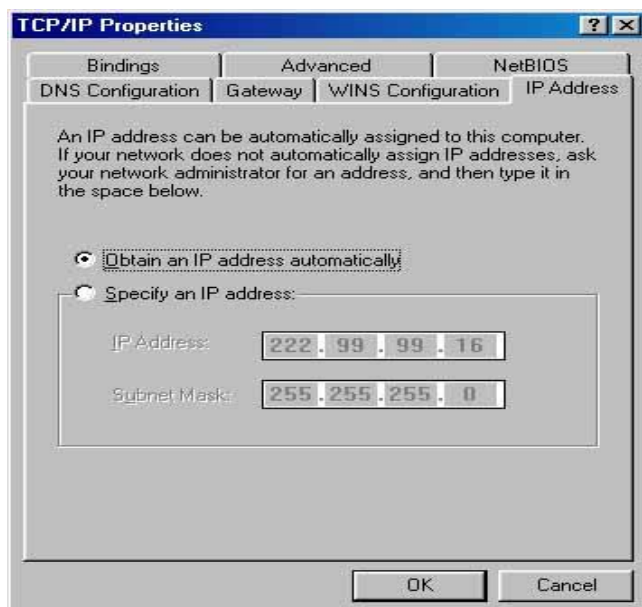 TCP/IP Properties
? ×
Bindings Advanced NetBIOS
DNS Configuration Gateway WINS Configuration IP Address
An IP address can be automatically assigned to this computer.
If your network does not automatically assign IP addresses, ask
your network administrator for an address, and then type it in
the space below.
Obtain an IP address automatically
Specify an IP address:
IP Address: 222 . 99 . 99 . 16
Subnet Mask: 255 . 255 . 255 . 0
OK Cancel